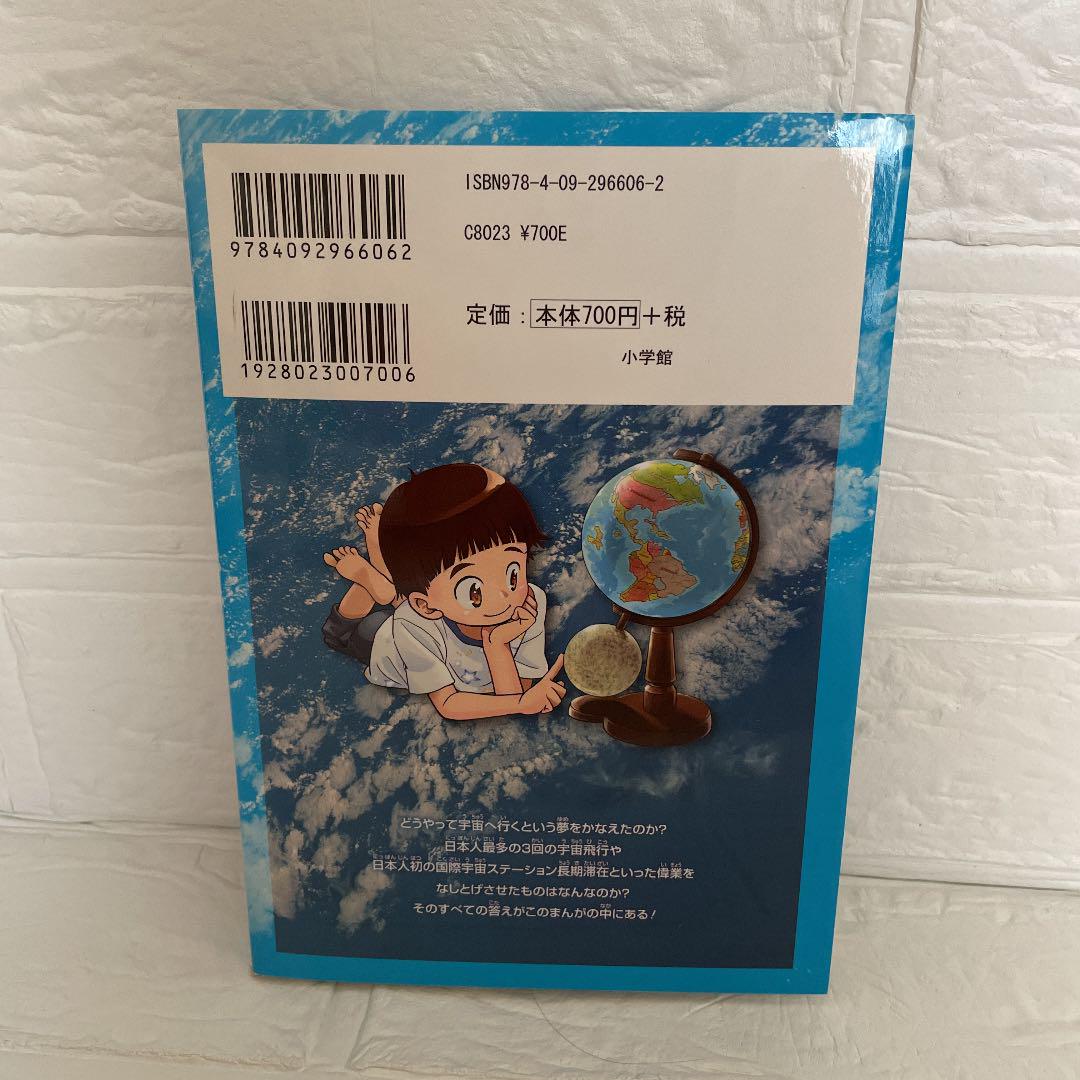 ISBN978-4-09-296606-2
9784092966062
C8023 ¥700E
1928023007006
定価：本体700円＋税
小学館
どうやって宇宙へ行くという夢をかなえたのか？
日本人最多の3回の宇宙飛行や
日本人初の国際宇宙ステーション長期滞在といった偉業を
なしとげさせたものはなんなのか？
そのすべての答えがこのまんがの中にある！